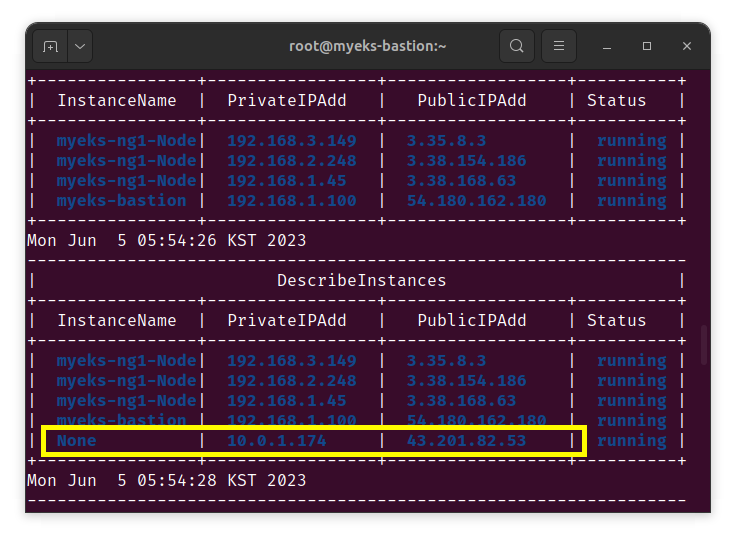 root@myeks-bastion:~
+----------------+-----------------+------------------+----------+
|  InstanceName  |  PrivateIPAdd   |   PublicIPAdd    | Status   |
+----------------+-----------------+------------------+----------+
|  myeks-ng1-Node|  192.168.3.149  |  3.35.8.3        |  running |
|  myeks-ng1-Node|  192.168.2.248  |  3.38.154.186    |  running |
|  myeks-ng1-Node|  192.168.1.45   |  3.38.168.63     |  running |
|  myeks-bastion |  192.168.1.100  |  54.180.162.180  |  running |
+----------------+-----------------+------------------+----------+
Mon Jun  5 05:54:26 KST 2023
------------------------------------------------------------------
|                        DescribeInstances                       |
+----------------+-----------------+------------------+----------+
|  InstanceName  |  PrivateIPAdd   |   PublicIPAdd    | Status   |
+----------------+-----------------+------------------+----------+
|  myeks-ng1-Node|  192.168.3.149  |  3.35.8.3        |  running |
|  myeks-ng1-Node|  192.168.2.248  |  3.38.154.186    |  running |
|  myeks-ng1-Node|  192.168.1.45   |  3.38.168.63     |  running |
|  myeks-bastion |  192.168.1.100  |  54.180.162.180  |  running |
|  None          |  10.0.1.174     |  43.201.82.53    |  running |
+----------------+-----------------+------------------+----------+
Mon Jun  5 05:54:28 KST 2023
------------------------------------------------------------------